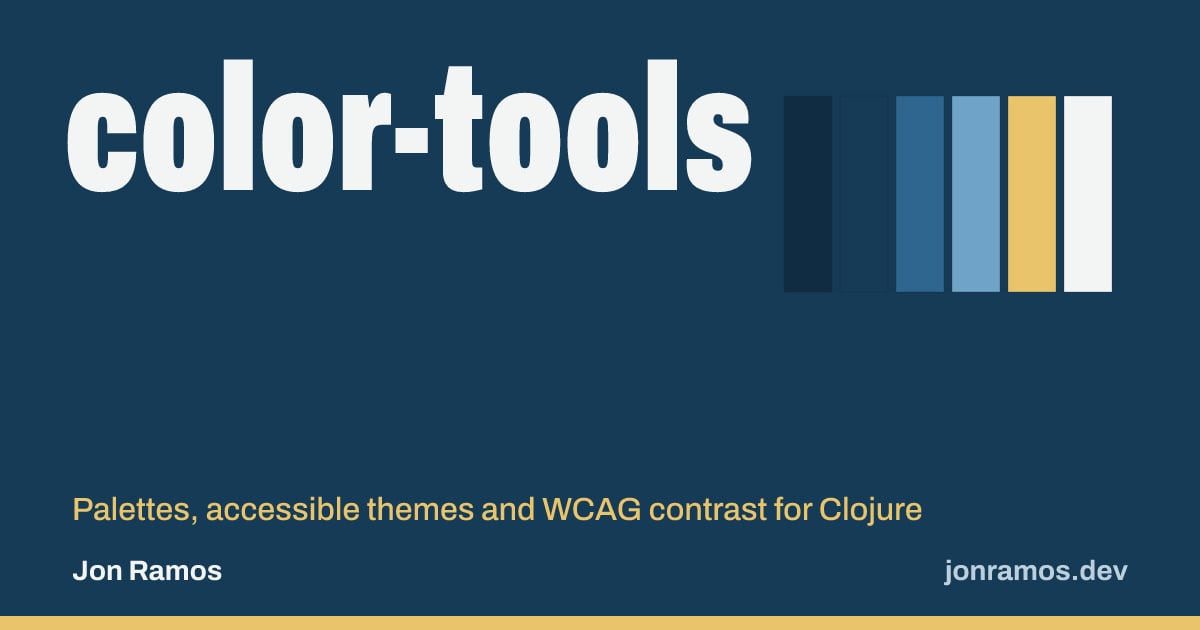 color-tools
Palettes, accessible themes and WCAG contrast for Clojure
Jon Ramos
jonramos.dev